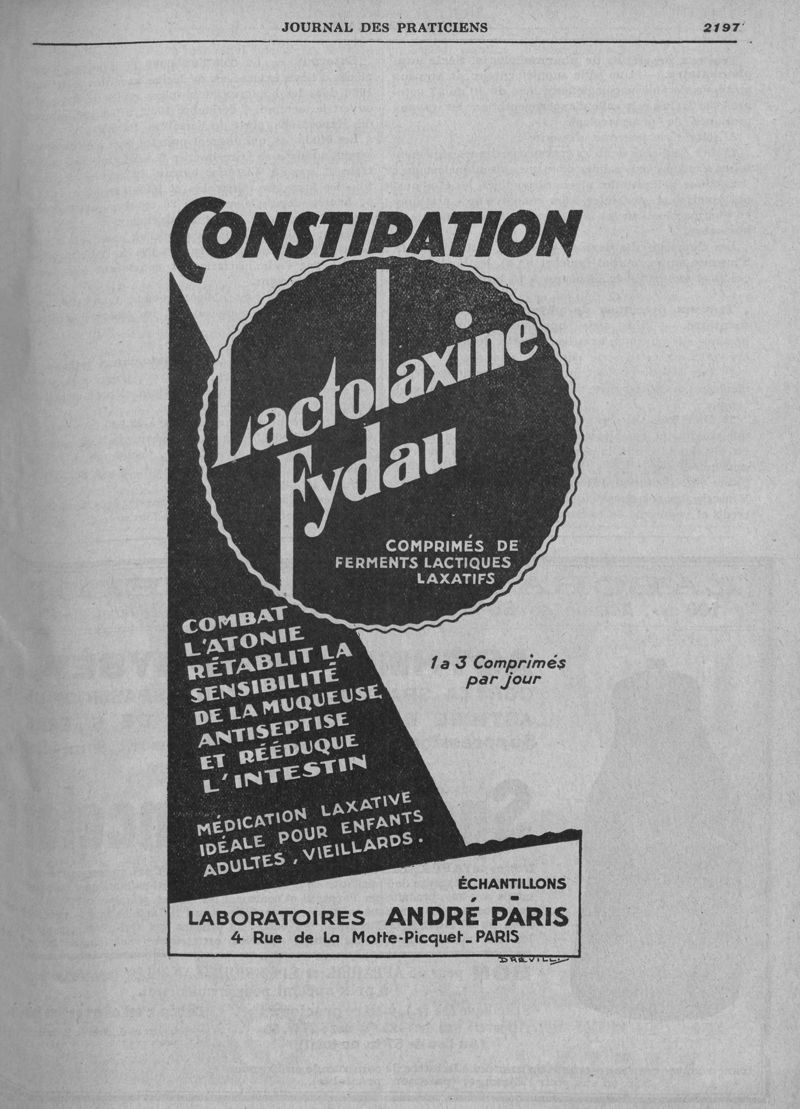 JOURNAL DES PRATICIENS 2197
CONSTIPATION
Lactolaxine
Fydau
COMPRIMÉS DE
FERMENTS LACTIQUES
LAXATIFS
COMBAT
L'ATONIE
RÉTABLIT LA
SENSIBILITÉ
DE LA MUQUEUSE
ANTISEPTISE
ET RÉÉDUQUE
L'INTESTIN
1 a 3 Comprimés
par jour
MÉDICATION LAXATIVE
IDÉALE POUR ENFANTS
ADULTES, VIEILLARDS.
ÉCHANTILLONS
LABORATOIRES ANDRÉ PARIS
4 Rue de La Motte-Picquet_PARIS